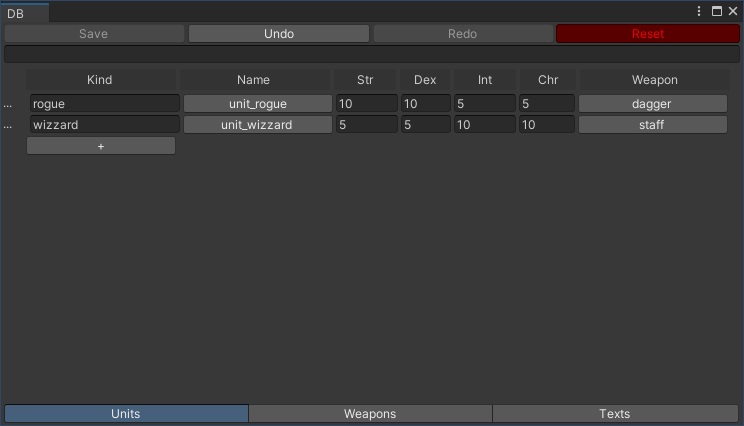 DB
Save Undo Redo Reset
Kind Name Str Dex Int Chr Weapon
... rogue unit_rogue 10 10 5 5 dagger
... wizzard unit_wizzard 5 5 10 10 staff
+
Units Weapons Texts